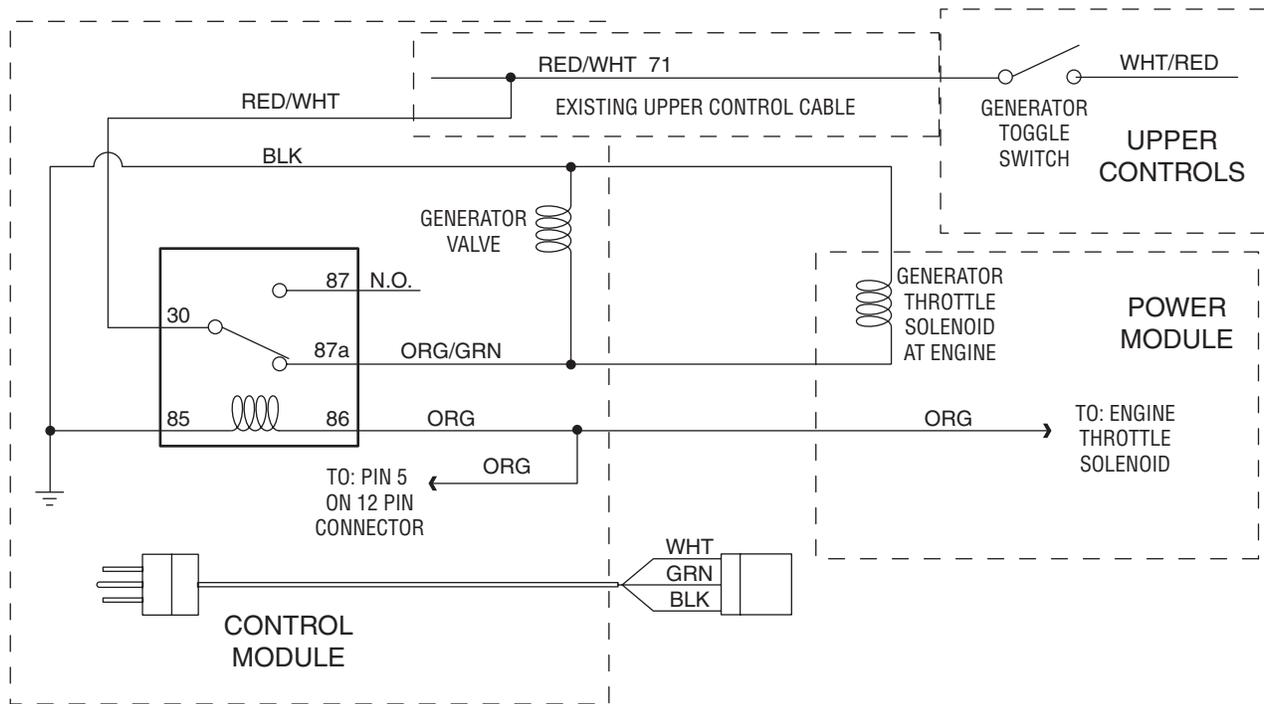 RED/WHT 71
WHT/RED
RED/WHT
EXISTING UPPER CONTROL CABLE
GENERATOR
TOGGLE
SWITCH
UPPER
CONTROLS
BLK
GENERATOR
VALVE
GENERATOR
THROTTLE
SOLENOID
AT ENGINE
POWER
MODULE
87 N.O.
30
87a ORG/GRN
85
86 ORG
ORG
TO: ENGINE
THROTTLE
SOLENOID
ORG
TO: PIN 5
ON 12 PIN
CONNECTOR
WHT
GRN
BLK
CONTROL
MODULE